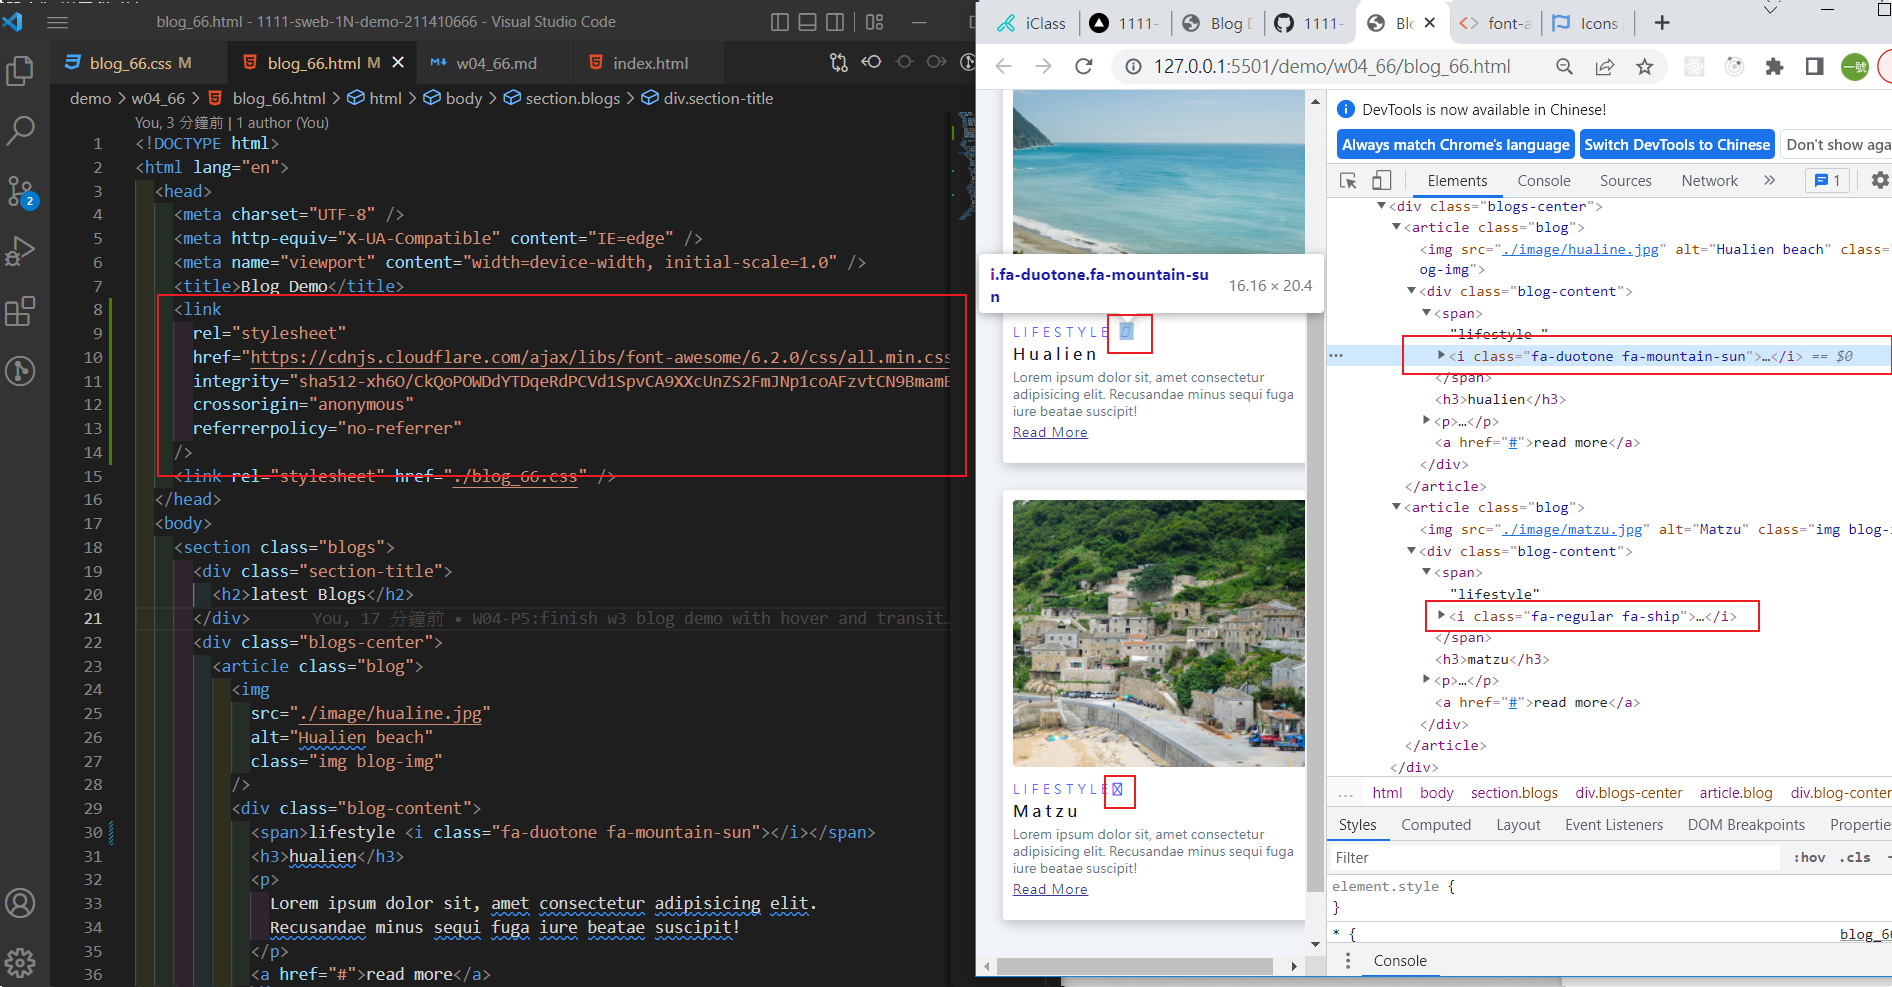 blog_66.html - 1111-sweb-1N-demo-211410666 - Visual Studio Code
blog_66.css M
blog_66.html M
w04_66.md
index.html
demo > w04_66 > blog_66.html > html > body > section.blogs > div.section-title
You, 3 分鐘前 | 1 author (You)
1 <!DOCTYPE html>
2 <html lang="en">
3 <head>
4 <meta charset="UTF-8" />
5 <meta http-equiv="X-UA-Compatible" content="IE=edge" />
6 <meta name="viewport" content="width=device-width, initial-scale=1.0" />
7 <title>Blog Demo</title>
8 <link
9 rel="stylesheet"
10 href="https://cdnjs.cloudflare.com/ajax/libs/font-awesome/6.2.0/css/all.min.css
11 integrity="sha512-xh6O/CkQoPOWDdYTDqeRdPCVd1SpvCA9XXcUnZS2FmJNp1coAFzvtCN9BmamE
12 crossorigin="anonymous"
13 referrerpolicy="no-referrer"
14 />
15 <link rel="stylesheet" href="./blog_66.css" />
16 </head>
17 <body>
18 <section class="blogs">
19 <div class="section-title">
20 <h2>latest Blogs</h2>
21 </div> You, 17 分鐘前 • W04-P5:finish w3 blog demo with hover and transit…
22 <div class="blogs-center">
23 <article class="blog">
24 <img
25 src="./image/hualine.jpg"
26 alt="Hualien beach"
27 class="img blog-img"
28 />
29 <div class="blog-content">
30 <span>lifestyle <i class="fa-duotone fa-mountain-sun"></i></span>
31 <h3>hualien</h3>
32 <p>
33 Lorem ipsum dolor sit, amet consectetur adipisicing elit.
34 Recusandae minus sequi fuga iure beatae suscipit!
35 </p>
36 <a href="#">read more</a>
2
iClass
1111-
Blog D
1111-
Blo
font-a
Icons
127.0.0.1:5501/demo/w04_66/blog_66.html
i.fa-duotone.fa-mountain-su
n
16.16 × 20.4
LIFESTYLE
Hualien
Lorem ipsum dolor sit, amet consectetur
adipisicing elit. Recusandae minus sequi fuga
iure beatae suscipit!
Read More
LIFESTYLE
Matzu
Lorem ipsum dolor sit, amet consectetur
adipisicing elit. Recusandae minus sequi fuga
iure beatae suscipit!
Read More
DevTools is now available in Chinese!
Always match Chrome's language
Switch DevTools to Chinese
Don't show aga
Elements Console Sources Network » 1
<div class="blogs-center">
<article class="blog">
<img src="./image/hualine.jpg" alt="Hualien beach" class=
og-img">
<div class="blog-content">
<span>
"lifestyle "
<i class="fa-duotone fa-mountain-sun">…</i> == $0
</span>
<h3>hualien</h3>
<p>…</p>
<a href="#">read more</a>
</div>
</article>
<article class="blog">
<img src="./image/matzu.jpg" alt="Matzu" class="img blog-i
<div class="blog-content">
<span>
"lifestyle"
<i class="fa-regular fa-ship">…</i>
</span>
<h3>matzu</h3>
<p>…</p>
<a href="#">read more</a>
</div>
</article>
</div>
... html body section.blogs div.blogs-center article.blog div.blog-conter
Styles Computed Layout Event Listeners DOM Breakpoints Propertie
Filter
:hov .cls
element.style {
}
* {
blog_66
Console